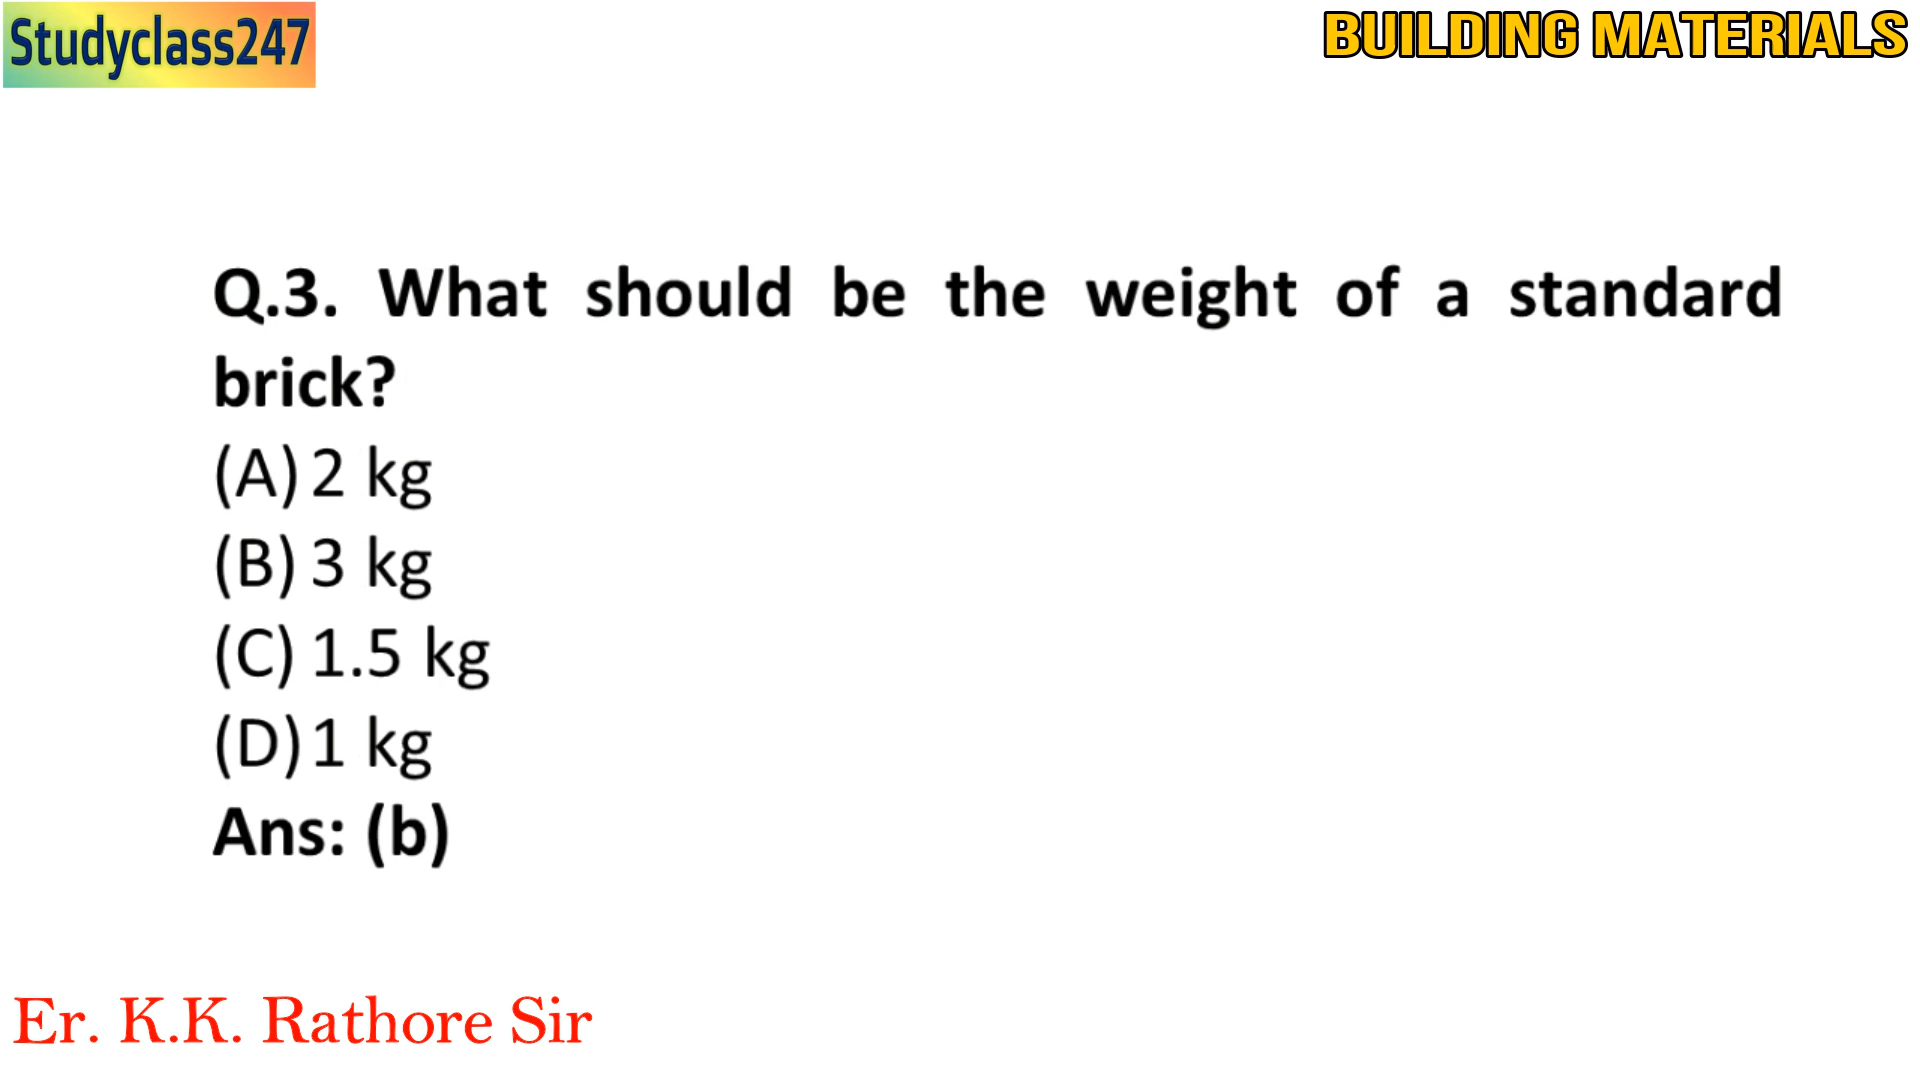 Studyclass247
BUILDING MATERIALS
Q.3. What should be the weight of a standard
brick?
(A) 2 kg
(B) 3 kg
(C) 1.5 kg
(D) 1 kg
Ans: (b)
Er. K.K. Rathore Sir